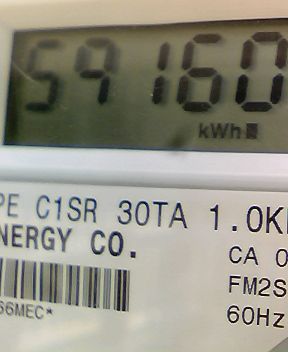 59160
kWh
PE C1SR 30TA 1.0K
NERGY CO.
CA 0
FM2S
66MEC*
60Hz